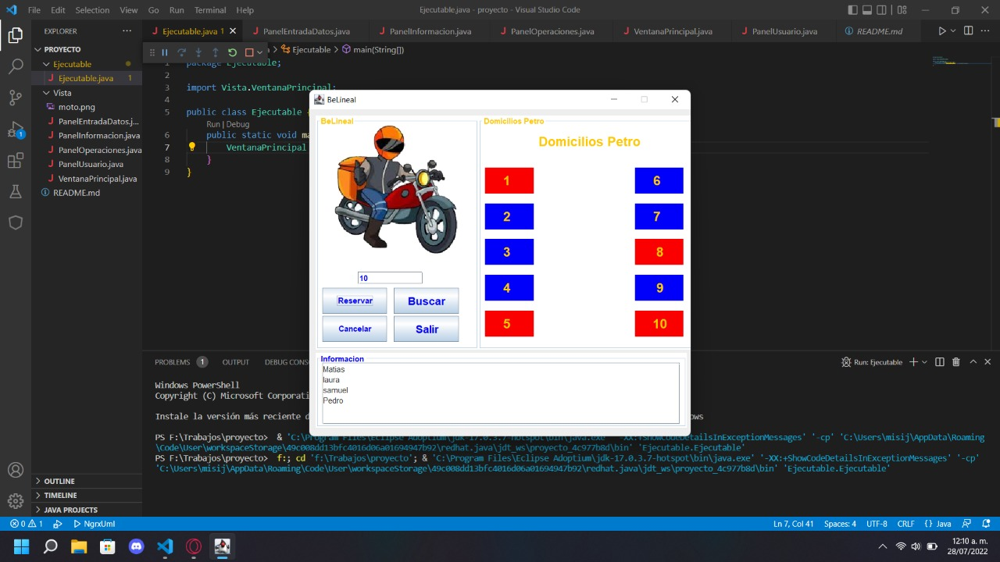 File Edit Selection View Go Run Terminal Help
Ejecutable.java - proyecto - Visual Studio Code
EXPLORER
Ejecutable.java 1
PanelEntradaDatos.java
PanelInformacion.java
PanelOperaciones.java
VentanaPrincipal.java
PanelUsuario.java
README.md
PROYECTO
Ejecutable
Ejecutable.java 1
Vista
moto.png
PanelEntradaDatos.j...
PanelInformacion.java
PanelOperaciones.java
PanelUsuario.java
VentanaPrincipal.java
README.md
Ejecutable > main(String[])
1 package Ejecutable;
2
3 import Vista.VentanaPrincipal;
4
5 public class Ejecutable {
Run | Debug
6 public static void ma
7 VentanaPrincipal
8 }
9 }
BeLineal
BeLineal
Domicilios Petro
Domicilios Petro
1 6
2 7
3 8
4 9
5 10
10
Reservar Buscar
Cancelar Salir
Informacion
Matias
laura
samuel
Pedro
PROBLEMS 1 OUTPUT DEBUG CONS
Run: Ejecutable
Windows PowerShell
Copyright (C) Microsoft Corporati
Instale la versión más reciente d
ows
PS F:\Trabajos\proyecto> & 'C:\Program Files\Eclipse Adoptium\jdk-17.0.3.7-hotspot\bin\java.exe' '-XX:+ShowCodeDetailsInExceptionMessages' '-cp' 'C:\Users\misij\AppData\Roaming
\Code\User\workspaceStorage\49c008dd13bfc4016d06a01694947b92\redhat.java\jdt_ws\proyecto_4c977b8d\bin' 'Ejecutable.Ejecutable'
PS F:\Trabajos\proyecto> f:; cd 'f:\Trabajos\proyecto'; & 'C:\Program Files\Eclipse Adoptium\jdk-17.0.3.7-hotspot\bin\java.exe' '-XX:+ShowCodeDetailsInExceptionMessages' '-cp'
'C:\Users\misij\AppData\Roaming\Code\User\workspaceStorage\49c008dd13bfc4016d06a01694947b92\redhat.java\jdt_ws\proyecto_4c977b8d\bin' 'Ejecutable.Ejecutable'
1
OUTLINE
TIMELINE
JAVA PROJECTS
0 1 NgrxUml
Ln 7, Col 41 Spaces: 4 UTF-8 CRLF {} Java
12:10 a. m.
28/07/2022